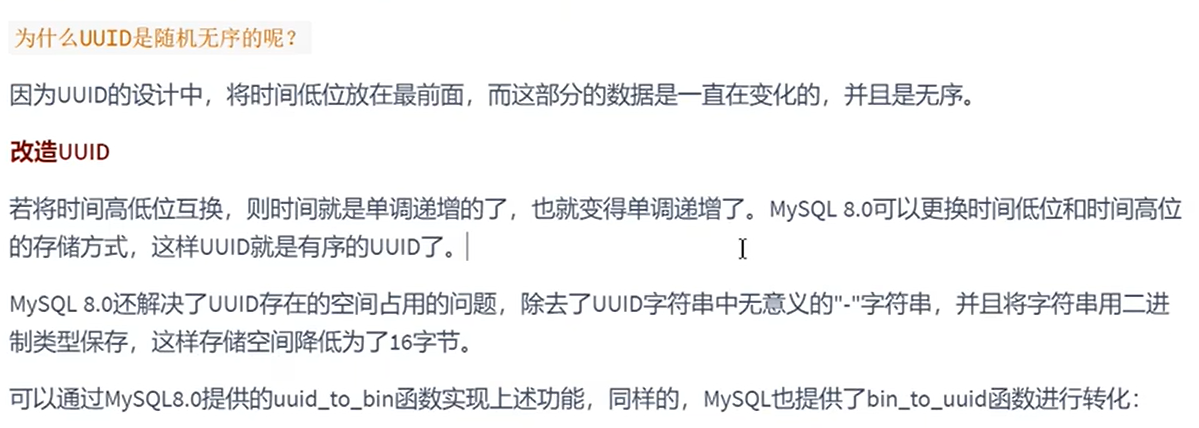 为什么UUID是随机无序的呢？
因为UUID的设计中，将时间低位放在最前面，而这部分的数据是一直在变化的，并且是无序。
改造UUID
若将时间高低位互换，则时间就是单调递增的了，也就变得单调递增了。MySQL 8.0可以更换时间低位和时间高位
的存储方式，这样UUID就是有序的UUID了。
MySQL 8.0还解决了UUID存在的空间占用的问题，除去了UUID字符串中无意义的"-"字符串，并且将字符串用二进
制类型保存，这样存储空间降低为了16字节。
可以通过MySQL8.0提供的uuid_to_bin函数实现上述功能，同样的，MySQL也提供了bin_to_uuid函数进行转化：